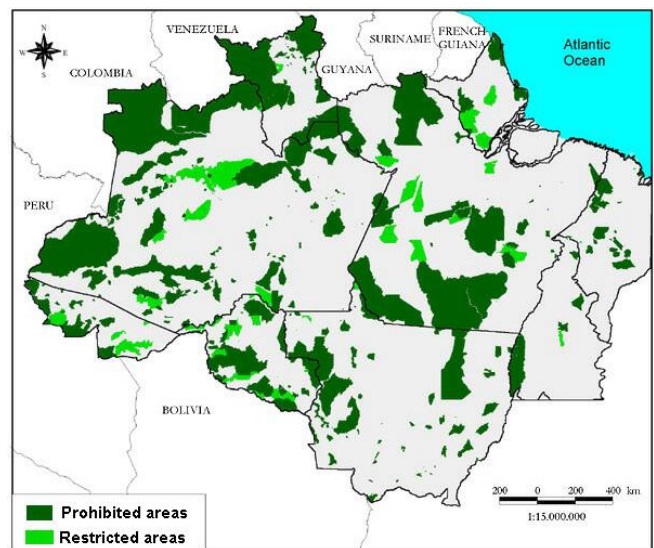 VENEZUELA
SURINAME
FRENCH
GUIANA
N
W E
S
COLOMBIA
GUYANA
Atlantic
Ocean
PERU
BOLIVIA
200 0 200 400 km
1:15.000.000
Prohibited areas
Restricted areas